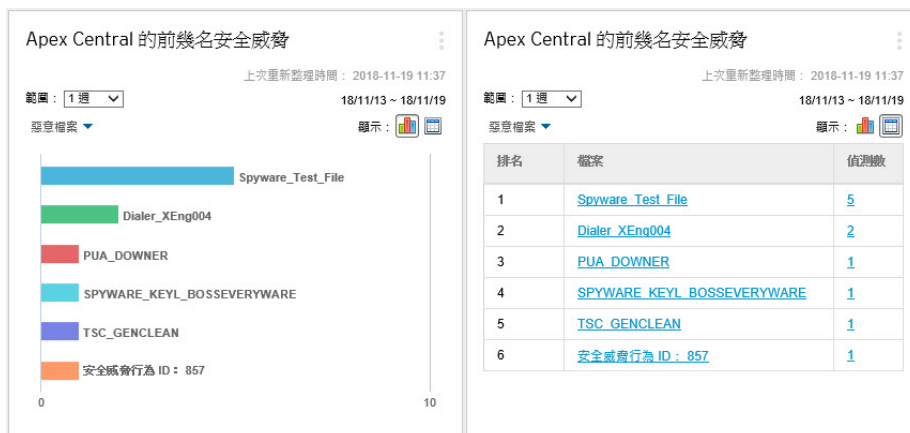 Apex Central 的前幾名安全威脅
上次重新整理時間： 2018-11-19 11:37
範圍： 1 週
18/11/13 ~ 18/11/19
惡意檔案
顯示：
Spyware_Test_File
Dialer_XEng004
PUA_DOWNER
SPYWARE_KEYL_BOSSEVERYWARE
TSC_GENCLEAN
安全威脅行為 ID： 857
0 10
Apex Central 的前幾名安全威脅
上次重新整理時間： 2018-11-19 11:37
範圍： 1 週
18/11/13 ~ 18/11/19
惡意檔案
顯示：
排名 檔案 偵測數
1 Spyware_Test_File 5
2 Dialer_XEng004 2
3 PUA_DOWNER 1
4 SPYWARE_KEYL_BOSSEVERYWARE 1
5 TSC_GENCLEAN 1
6 安全威脅行為 ID： 857 1